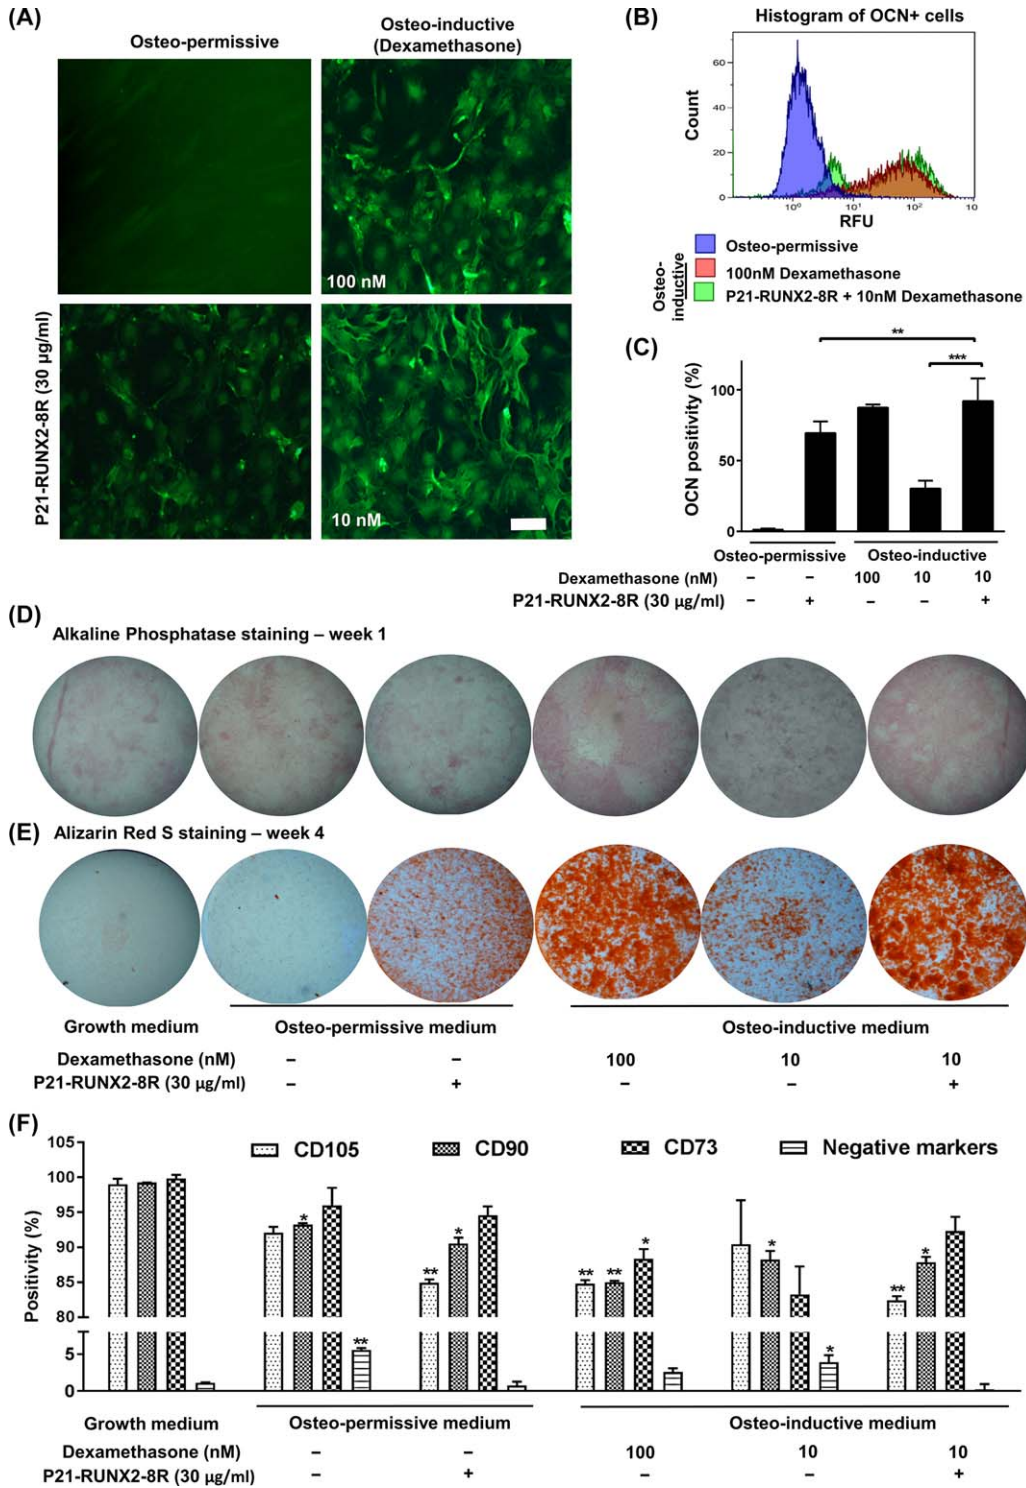 (A)
Osteo-permissive
Osteo-inductive
(Dexamethasone)
100 nM
P21-RUNX2-8R (30 µg/ml)
10 nM
(B)
Histogram of OCN+ cells
Count
60
40
20
0
10⁰
10¹
10²
10
RFU
Osteo-inductive
Osteo-permissive
100nM Dexamethasone
P21-RUNX2-8R + 10nM Dexamethasone
(C)
**
***
OCN positivity (%)
100
50
0
Osteo-permissive Osteo-inductive
Dexamethasone (nM) – – 100 10 10
P21-RUNX2-8R (30 µg/ml) – + – – +
(D)
Alkaline Phosphatase staining – week 1
(E) Alizarin Red S staining – week 4
Growth medium Osteo-permissive medium Osteo-inductive medium
Dexamethasone (nM) – – 100 10 10
P21-RUNX2-8R (30 µg/ml) – + – – +
(F)
CD105 CD90 CD73 Negative markers
Positivity (%)
105
100
95
90
85
80
5
0
* ** ** * ** ** * * * ** *
Growth medium Osteo-permissive medium Osteo-inductive medium
Dexamethasone (nM) – – 100 10 10
P21-RUNX2-8R (30 µg/ml) – + – – +